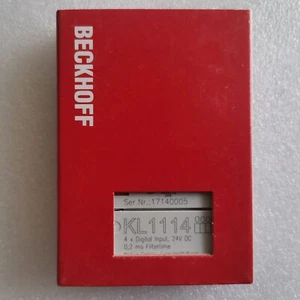 BECKHOFF
Ser.Nr.:17140005
KL1114
4 x Digital Input; 24V DC
0,2 ms Filtertime